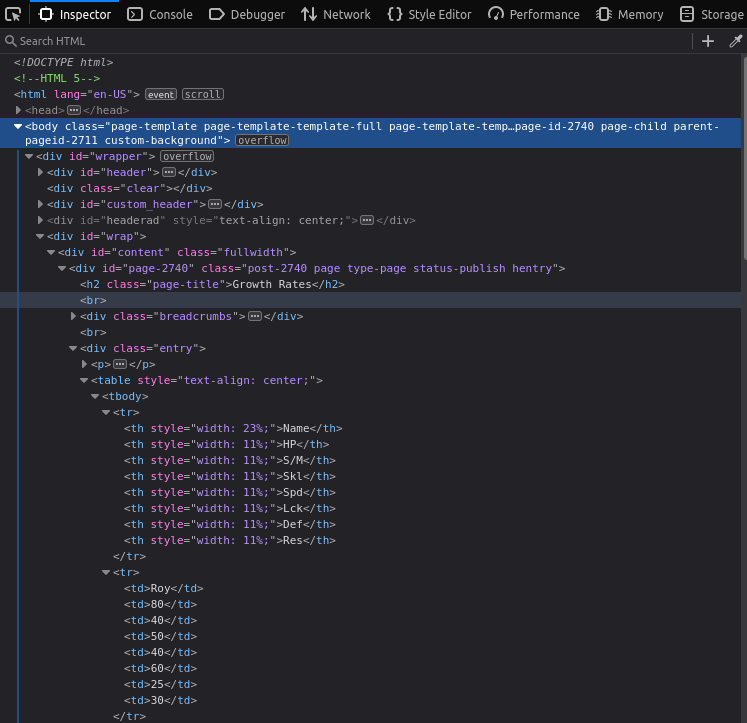 Inspector Console Debugger Network Style Editor Performance Memory Storage
Search HTML
<!DOCTYPE html>
<!--HTML 5-->
<html lang="en-US"> event scroll
<head>···</head>
<body class="page-template page-template-template-full page-template-temp…page-id-2740 page-child parent-
pageid-2711 custom-background"> overflow
<div id="wrapper"> overflow
<div id="header">···</div>
<div class="clear"></div>
<div id="custom_header">···</div>
<div id="headerad" style="text-align: center;">···</div>
<div id="wrap">
<div id="content" class="fullwidth">
<div id="page-2740" class="post-2740 page type-page status-publish hentry">
<h2 class="page-title">Growth Rates</h2>
<br>
<div class="breadcrumbs">···</div>
<br>
<div class="entry">
<p>···</p>
<table style="text-align: center;">
<tbody>
<tr>
<th style="width: 23%;">Name</th>
<th style="width: 11%;">HP</th>
<th style="width: 11%;">S/M</th>
<th style="width: 11%;">Skl</th>
<th style="width: 11%;">Spd</th>
<th style="width: 11%;">Lck</th>
<th style="width: 11%;">Def</th>
<th style="width: 11%;">Res</th>
</tr>
<tr>
<td>Roy</td>
<td>80</td>
<td>40</td>
<td>50</td>
<td>40</td>
<td>60</td>
<td>25</td>
<td>30</td>
</tr>